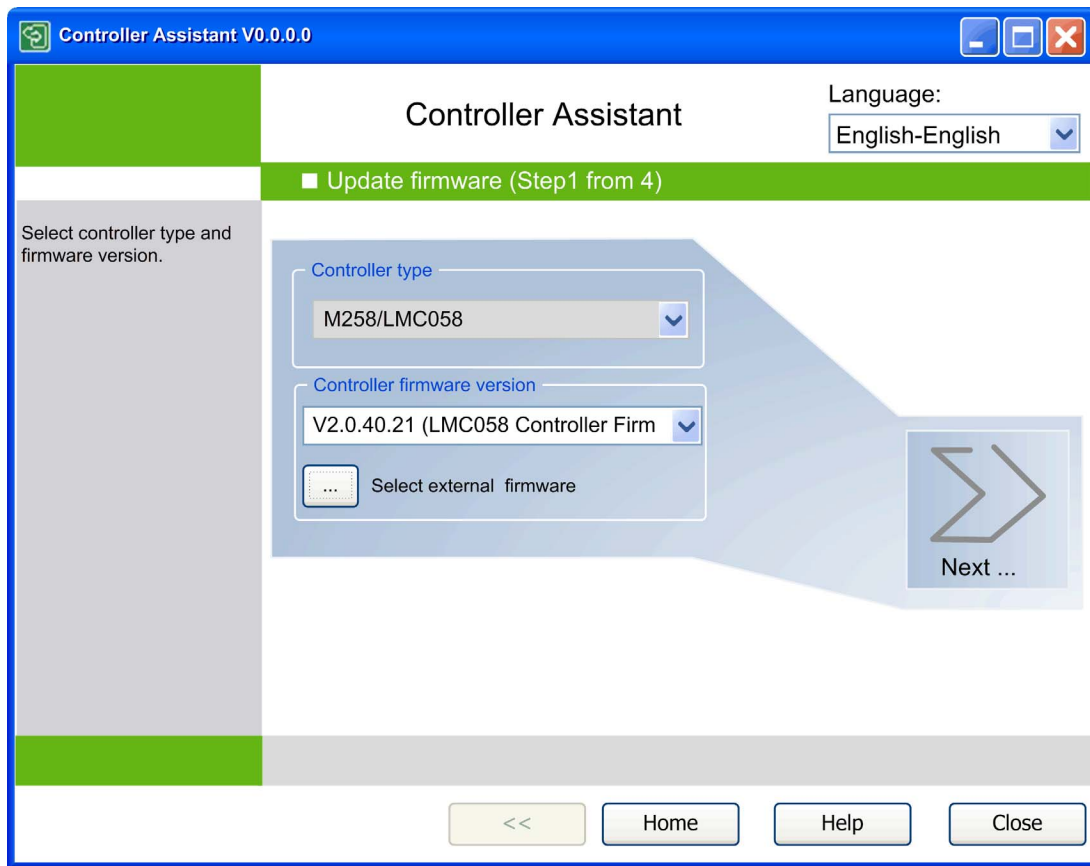 Controller Assistant V0.0.0.0
Controller Assistant
Language:
English-English
Update firmware (Step1 from 4)
Select controller type and
firmware version.
Controller type
M258/LMC058
Controller firmware version
V2.0.40.21 (LMC058 Controller Firm
... Select external firmware
Next ...
<< Home Help Close